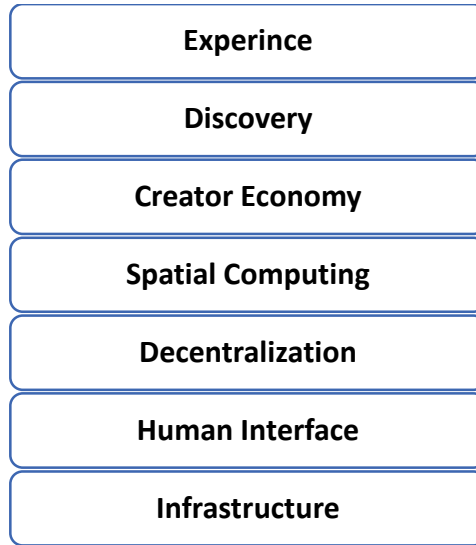 Experince
Discovery
Creator Economy
Spatial Computing
Decentralization
Human Interface
Infrastructure